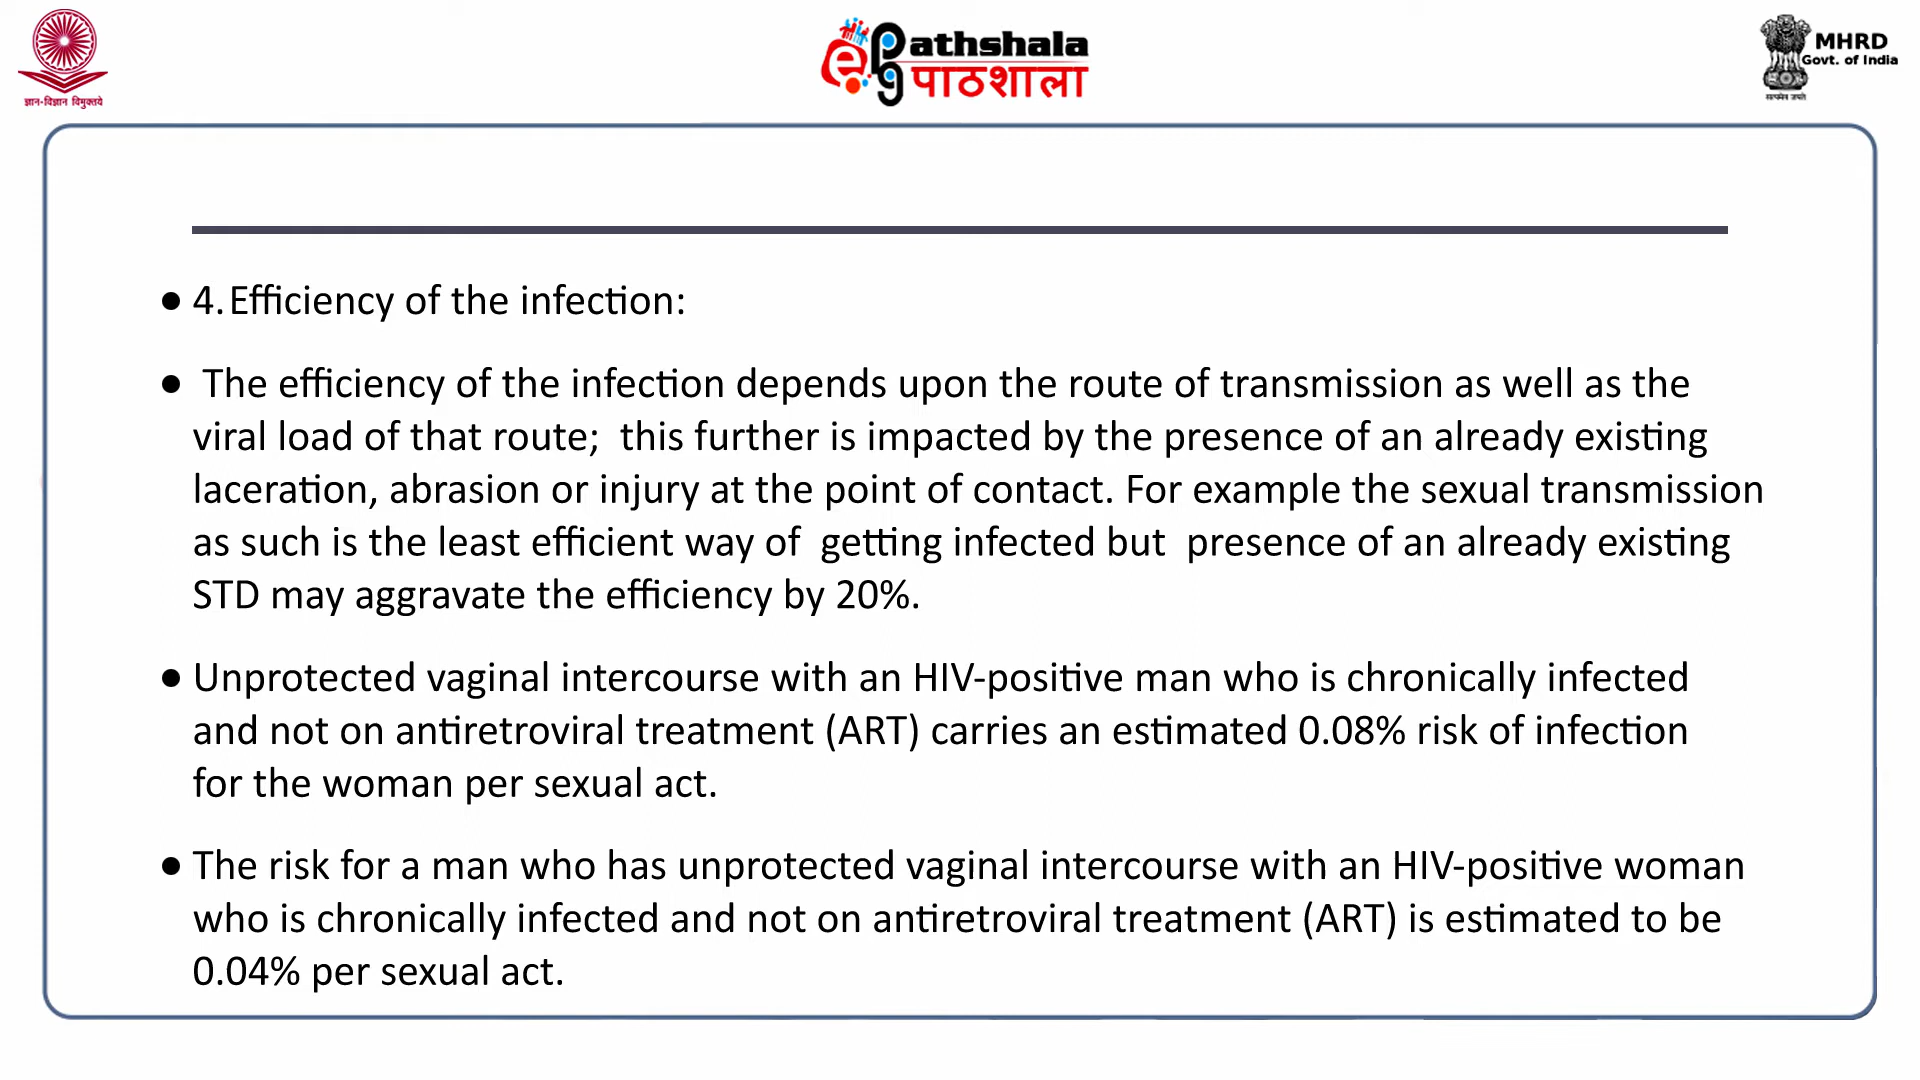 ज्ञान-विज्ञान विमुक्तये
ePathshala
पाठशाला
MHRD
Govt. of India
सत्यमेव जयते
● 4. Efficiency of the infection:
● The efficiency of the infection depends upon the route of transmission as well as the
viral load of that route; this further is impacted by the presence of an already existing
laceration, abrasion or injury at the point of contact. For example the sexual transmission
as such is the least efficient way of getting infected but presence of an already existing
STD may aggravate the efficiency by 20%.
● Unprotected vaginal intercourse with an HIV-positive man who is chronically infected
and not on antiretroviral treatment (ART) carries an estimated 0.08% risk of infection
for the woman per sexual act.
● The risk for a man who has unprotected vaginal intercourse with an HIV-positive woman
who is chronically infected and not on antiretroviral treatment (ART) is estimated to be
0.04% per sexual act.